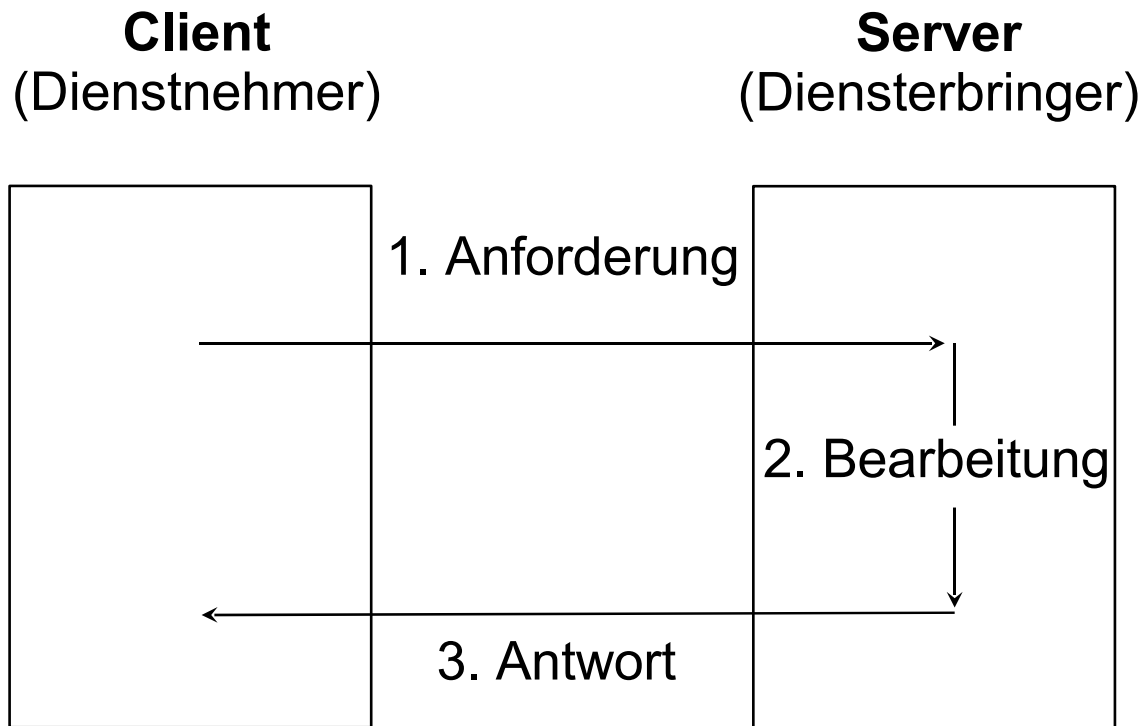 Client
(Dienstnehmer)
Server
(Diensterbringer)
1. Anforderung
2. Bearbeitung
3. Antwort